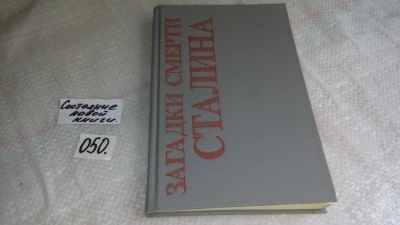 Состояние
новой
книги.
050.
ЗАГАДКИ СМЕРТИ
СТАЛИНА